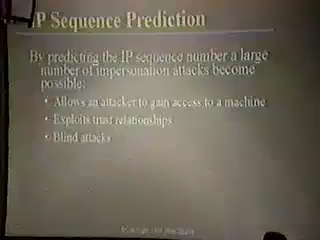 IP Sequence Prediction
By predicting the IP sequence number a large
number of impersonation attacks become
possible:
• Allows an attacker to gain access to a machine
• Exploits trust relationships
• Blind attacks